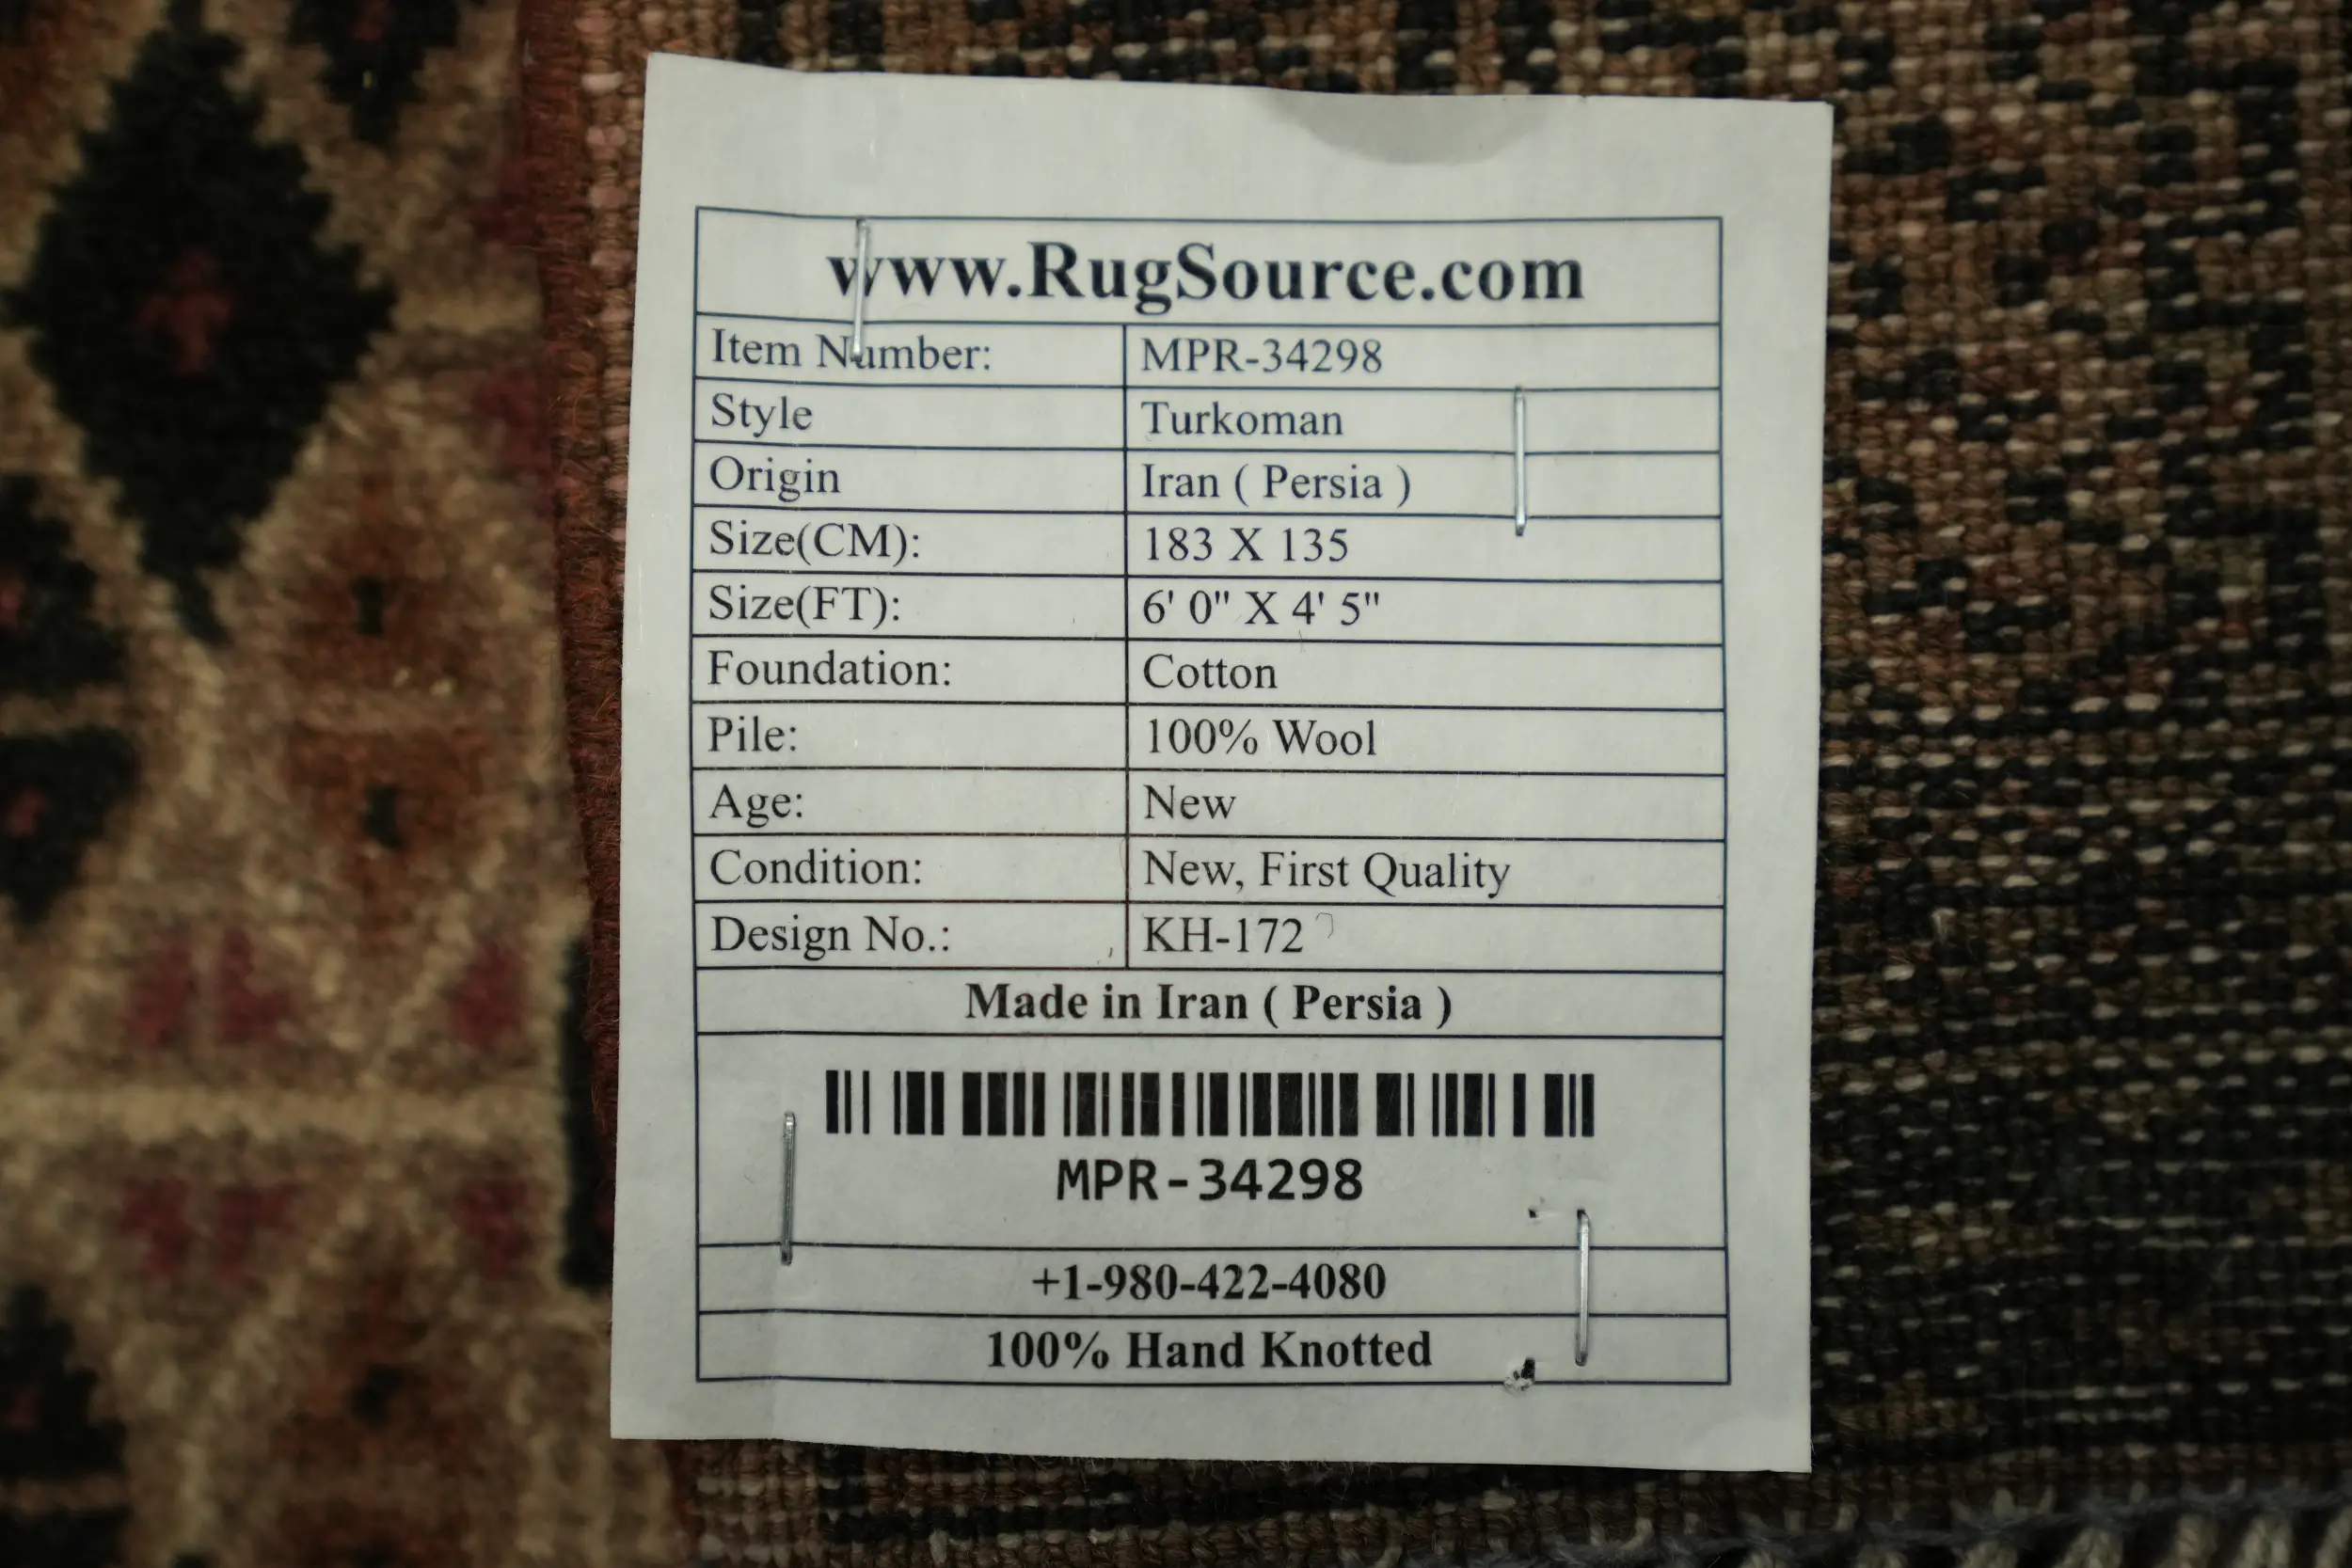 www.RugSource.com
Item Number: MPR-34298
Style Turkoman
Origin Iran ( Persia )
Size(CM): 183 X 135
Size(FT): 6' 0" X 4' 5"
Foundation: Cotton
Pile: 100% Wool
Age: New
Condition: New, First Quality
Design No.: KH-172
Made in Iran ( Persia )
MPR-34298
+1-980-422-4080
100% Hand Knotted